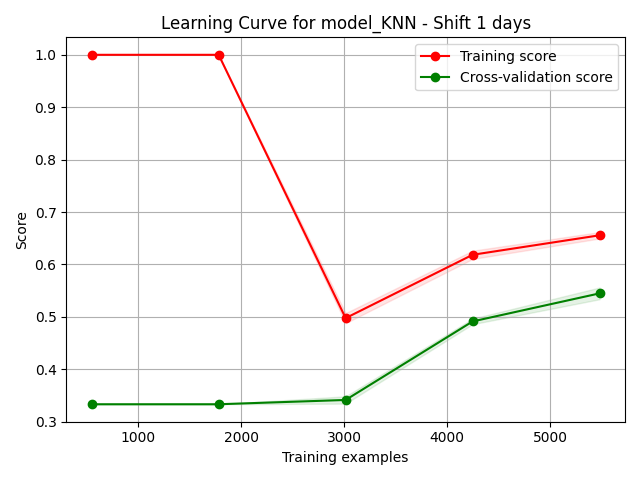 Learning Curve for model_KNN - Shift 1 days
Training score
Cross-validation score
Score
1.0
0.9
0.8
0.7
0.6
0.5
0.4
0.3
1000 2000 3000 4000 5000
Training examples